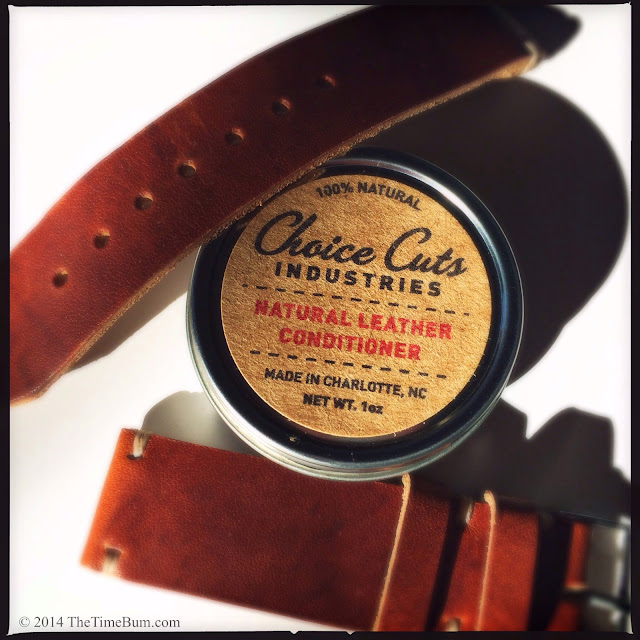 100% NATURAL
Choice Cuts
INDUSTRIES
NATURAL LEATHER
CONDITIONER
MADE IN CHARLOTTE, NC
NET WT. 1oz
© 2014 TheTimeBum.com